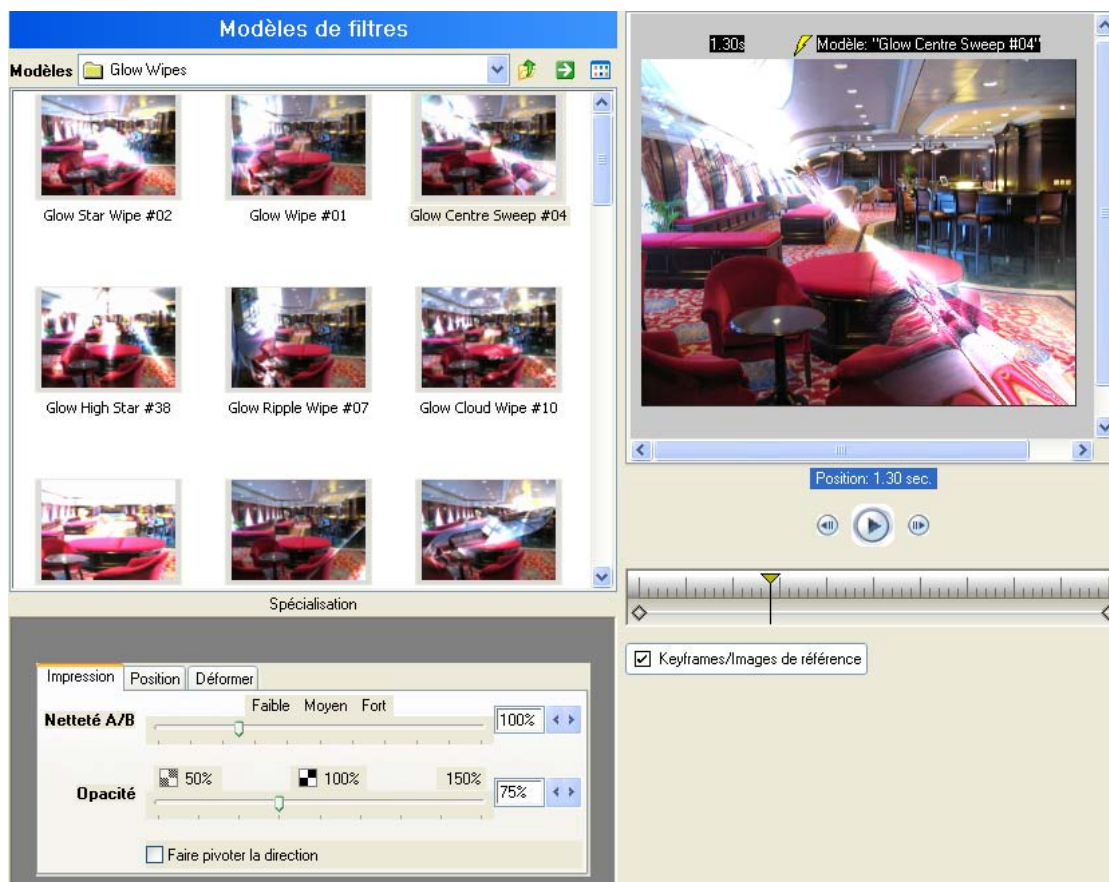 Modèles de filtres
Modèles Glow Wipes
Glow Star Wipe #02 Glow Wipe #01 Glow Centre Sweep #04
Glow High Star #38 Glow Ripple Wipe #07 Glow Cloud Wipe #10
Spécialisation
Impression Position Déformer
Faible Moyen Fort
Netteté A/B 100%
50% 100% 150%
Opacité 75%
Faire pivoter la direction
1.30s Modèle: "Glow Centre Sweep #04"
Position: 1.30 sec.
Keyframes/Images de référence